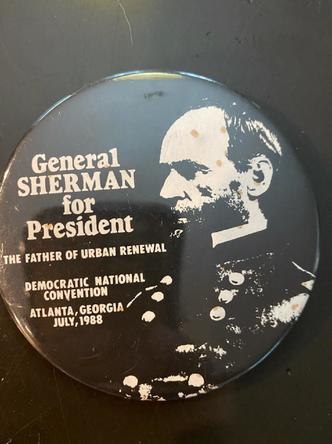 General
SHERMAN
for
President
THE FATHER OF URBAN RENEWAL
DEMOCRATIC NATIONAL
CONVENTION
ATLANTA, GEORGIA
JULY, 1988